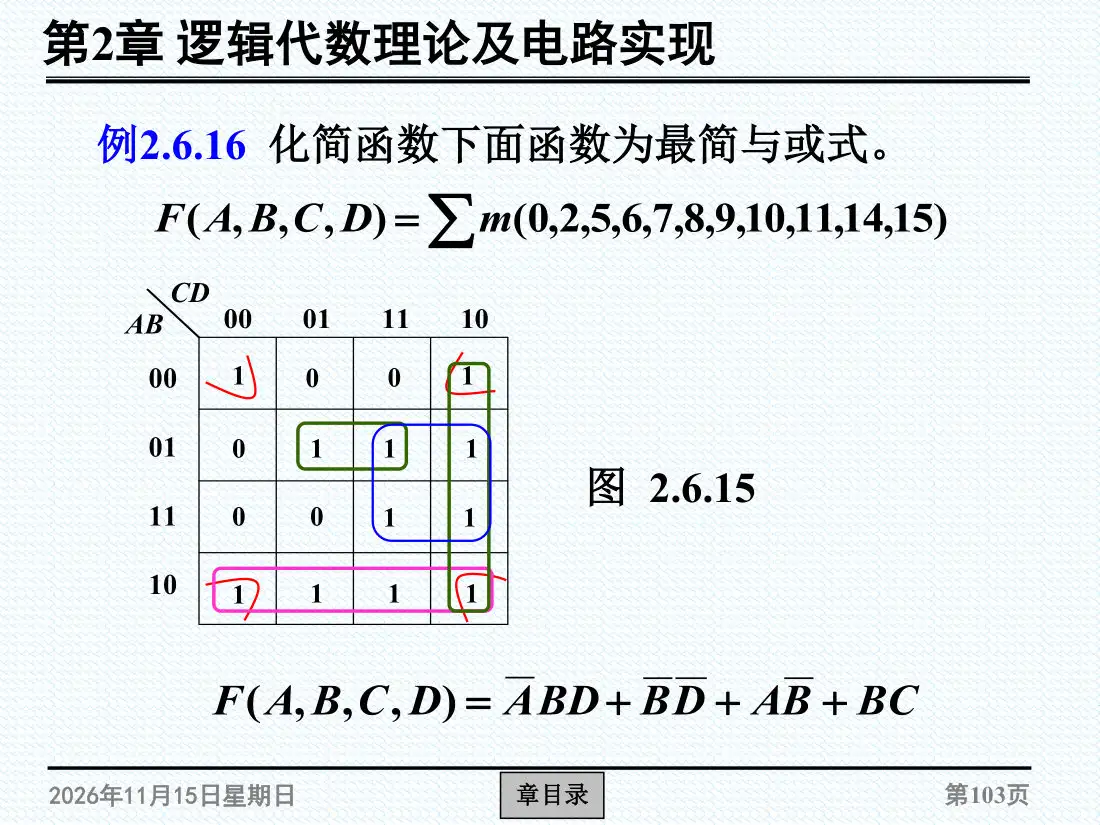 第2章 逻辑代数理论及电路实现
例2.6.16 化简函数下面函数为最简与或式。
F(A,B,C,D)=∑m(0,2,5,6,7,8,9,10,11,14,15)
CD
AB 00 01 11 10
00 1 0 0 1
01 0 1 1 1
11 0 0 1 1
10 1 1 1 1
图 2.6.15
F(A,B,C,D)=A̅BD+B̅D̅+AB̅+BC
2026年11月15日星期日 章目录 第103页